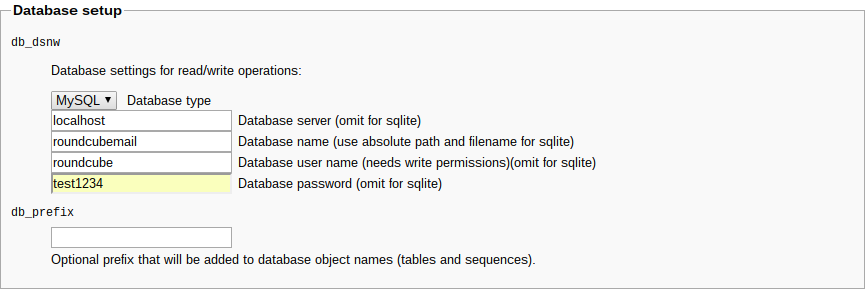 Database setup
db_dsnw
Database settings for read/write operations:
MySQL ▼ Database type
localhost Database server (omit for sqlite)
roundcubemail Database name (use absolute path and filename for sqlite)
roundcube Database user name (needs write permissions)(omit for sqlite)
test1234 Database password (omit for sqlite)
db_prefix
Optional prefix that will be added to database object names (tables and sequences).